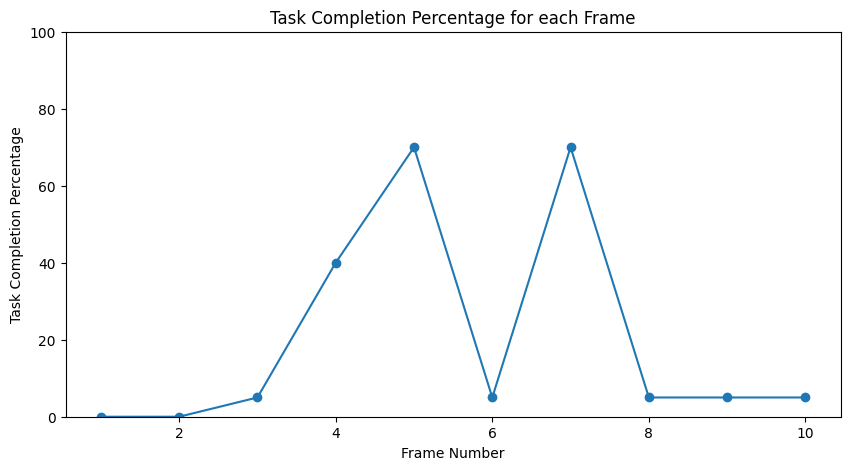 Task Completion Percentage for each Frame
100
80
60
40
20
0
Task Completion Percentage
2 4 6 8 10
Frame Number